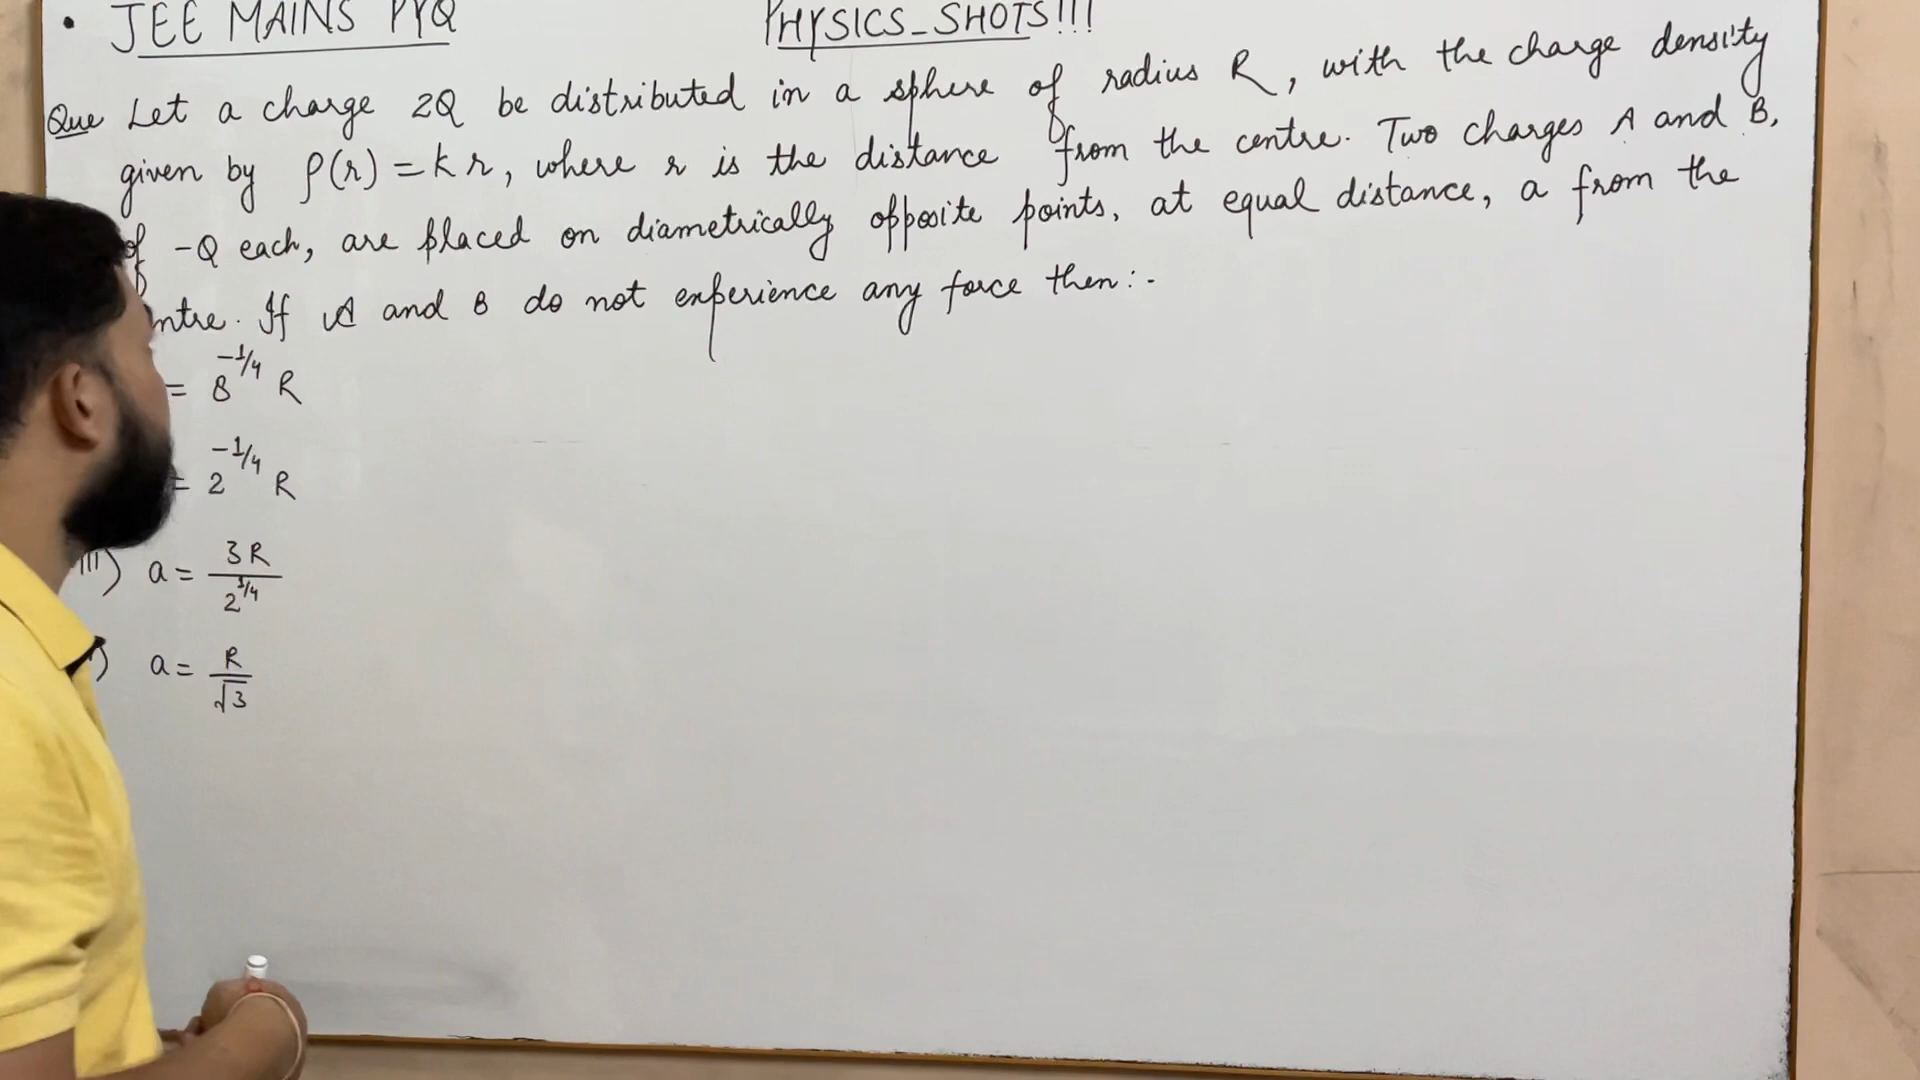 • JEE MAINS PYQ
PHYSICS_SHOTS!!!
Que Let a charge 2Q be distributed in a sphere of radius R, with the charge density
given by ρ(r) = k r, where r is the distance from the centre. Two charges A and B,
of -Q each, are placed on diametrically opposite points, at equal distance, a from the
ntre. If A and B do not experience any force then:-
= 8^{-1/4} R
= 2^{-1/4} R
III) a = 3R / 2^{1/4}
) a = R / √3